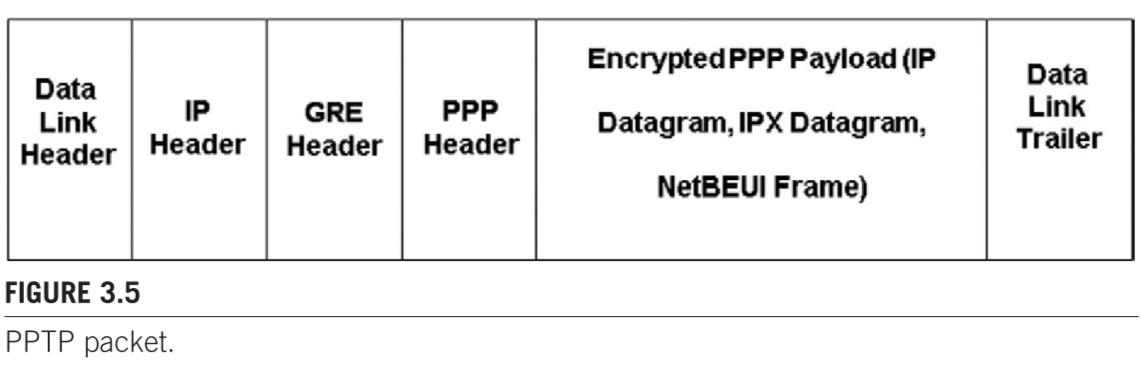 Data
Link
Header
IP
Header
GRE
Header
PPP
Header
Encrypted PPP Payload (IP
Datagram, IPX Datagram,
NetBEUI Frame)
Data
Link
Trailer
FIGURE 3.5
PPTP packet.